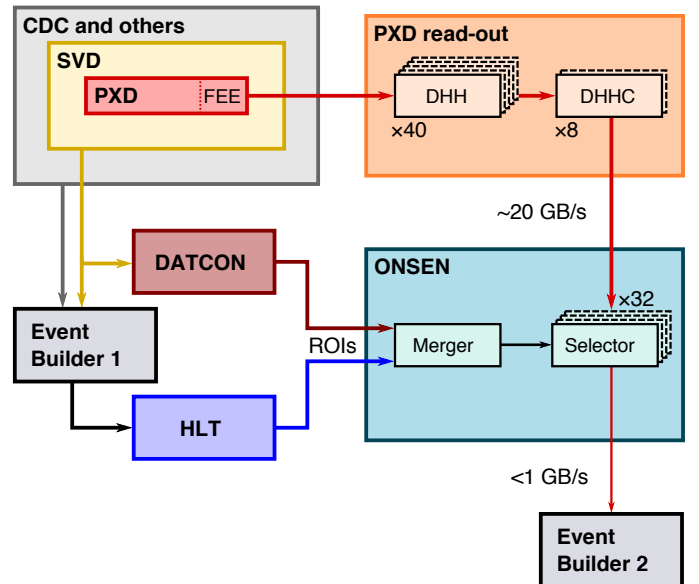 CDC and others
SVD
PXD
FEE
PXD read-out
DHH
×40
DHHC
×8
~20 GB/s
DATCON
ONSEN
×32
Event
Builder 1
ROIs
Merger
Selector
HLT
<1 GB/s
Event
Builder 2